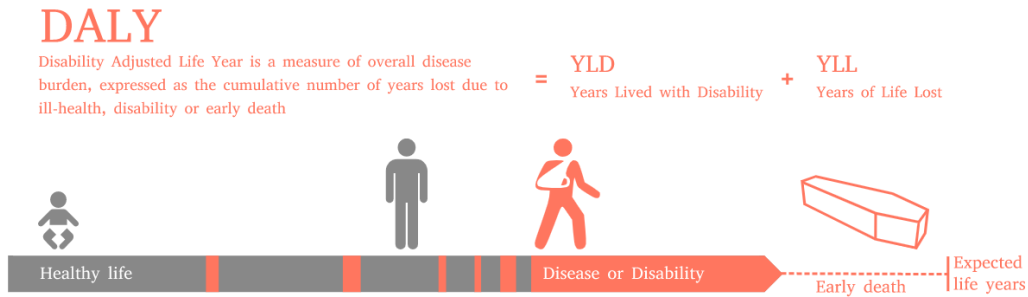 DALY
Disability Adjusted Life Year is a measure of overall disease
burden, expressed as the cumulative number of years lost due to
ill-health, disability or early death
=
YLD
Years Lived with Disability
+
YLL
Years of Life Lost
Healthy life
Disease or Disability
Early death
Expected
life years